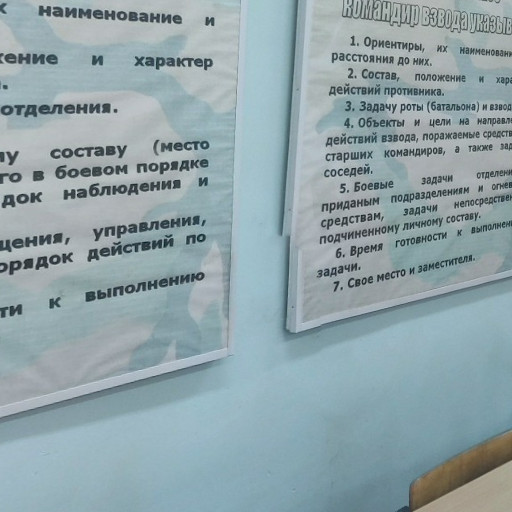 наименование и
жение и характер
отделения.
составу (место
го в боевом порядке
док наблюдения и
щения, управления,
орядок действий по
ти к выполнению
командир взвода указыв
1. Ориентиры, их наименовани
расстояния до них.
2. Состав, положение и хара
действий противника.
3. Задачу роты (батальона) и взвод
4. Объекты и цели на направл
действий взвода, поражаемые средств
старших командиров, а также зад
соседей.
5. Боевые задачи отделени
приданым подразделениям и огнев
средствам, задачи непосредствен
подчиненному личному составу.
6. Время готовности к выполнени
задачи.
7. Свое место и заместителя.